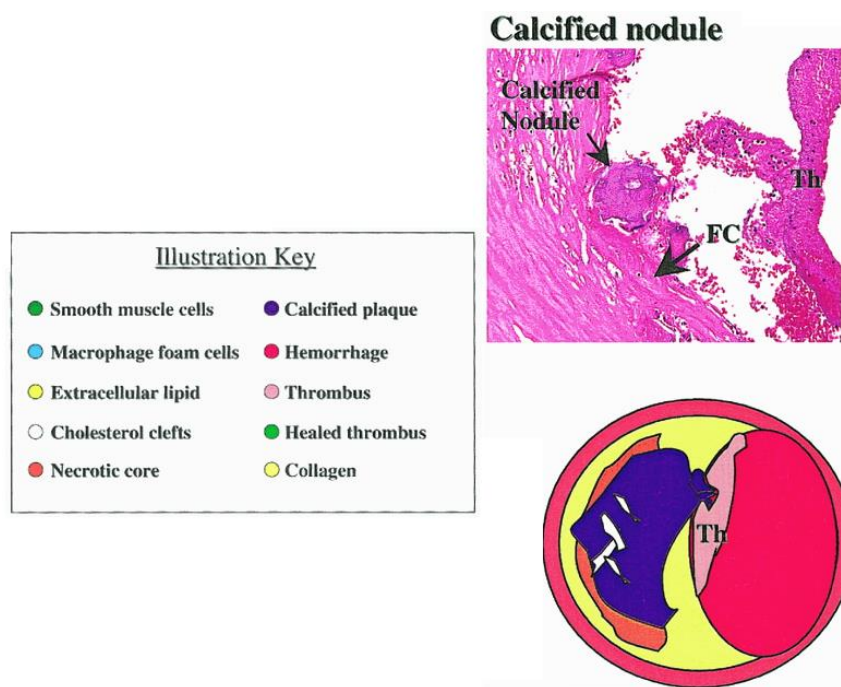 Calcified nodule
Calcified
Nodule
Th
FC
Illustration Key
Smooth muscle cells
Calcified plaque
Macrophage foam cells
Hemorrhage
Extracellular lipid
Thrombus
Cholesterol clefts
Healed thrombus
Necrotic core
Collagen
Th